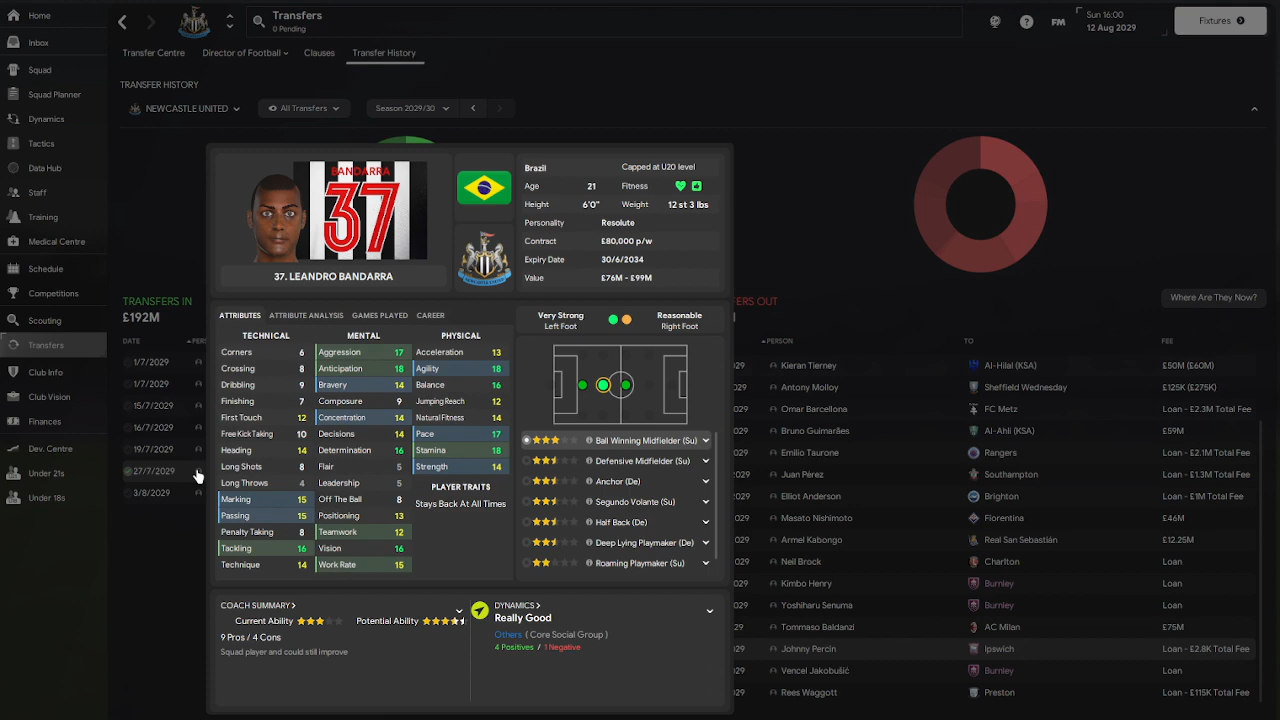 Home
Inbox
Squad
Squad Planner
Dynamics
Tactics
Data Hub
Staff
Training
Medical Centre
Schedule
Competitions
Scouting
Transfers
Club Info
Club Vision
Finances
Dev. Centre
Under 21s
Under 18s
Transfers
0 Pending
FM
Sun 16:00
12 Aug 2029
Fixtures
Transfer Centre
Director of Football
Clauses
Transfer History
TRANSFER HISTORY
NEWCASTLE UNITED
All Transfers
Season 2029/30
TRANSFERS IN
£192M
DATE
1/7/2029
1/7/2029
15/7/2029
16/7/2029
19/7/2029
27/7/2029
3/8/2029
BANDARRA
37
37. LEANDRO BANDARRA
Brazil
Capped at U20 level
Age 21 Fitness
Height 6'0" Weight 12 st 3 lbs
Personality Resolute
Contract £80,000 p/w
Expiry Date 30/6/2034
Value £76M - £99M
ATTRIBUTES ATTRIBUTE ANALYSIS GAMES PLAYED CAREER
TECHNICAL
Corners 6
Crossing 8
Dribbling 9
Finishing 7
First Touch 12
Free Kick Taking 10
Heading 14
Long Shots 8
Long Throws 4
Marking 15
Passing 15
Penalty Taking 8
Tackling 16
Technique 14
MENTAL
Aggression 17
Anticipation 18
Bravery 14
Composure 9
Concentration 14
Decisions 14
Determination 16
Flair 5
Leadership 5
Off The Ball 8
Positioning 13
Teamwork 12
Vision 16
Work Rate 15
PHYSICAL
Acceleration 13
Agility 18
Balance 16
Jumping Reach 12
Natural Fitness 14
Pace 17
Stamina 18
Strength 14
PLAYER TRAITS
Stays Back At All Times
Very Strong
Left Foot
Reasonable
Right Foot
Ball Winning Midfielder (Su)
Defensive Midfielder (Su)
Anchor (De)
Segundo Volante (Su)
Half Back (De)
Deep Lying Playmaker (De)
Roaming Playmaker (Su)
COACH SUMMARY
Current Ability
Potential Ability
9 Pros / 4 Cons
Squad player and could still improve
DYNAMICS
Really Good
Others ( Core Social Group )
4 Positives / 1 Negative
Where Are They Now?
PERSON TO FEE
Kieran Tierney Al-Hilal (KSA) £50M (£60M)
Antony Molloy Sheffield Wednesday £125K (£275K)
Omar Barcellona FC Metz Loan - £2.3M Total Fee
Bruno Guimarães Al-Ahli (KSA) £59M
Emilio Taurone Rangers Loan - £1.1M Total Fee
Juan Pérez Southampton Loan - £1.3M Total Fee
Elliot Anderson Brighton Loan - £1M Total Fee
Masato Nishimoto Fiorentina £46M
Armel Kabongo Real San Sebastián £12.25M
Neil Brock Charlton Loan
Kimbo Henry Burnley Loan
Yoshiharu Senuma Burnley Loan
Tommaso Baldanzi AC Milan £75M
Johnny Percin Ipswich Loan - £2.8K Total Fee
Vencel Jakobušić Burnley Loan
Rees Waggott Preston Loan - £115K Total Fee